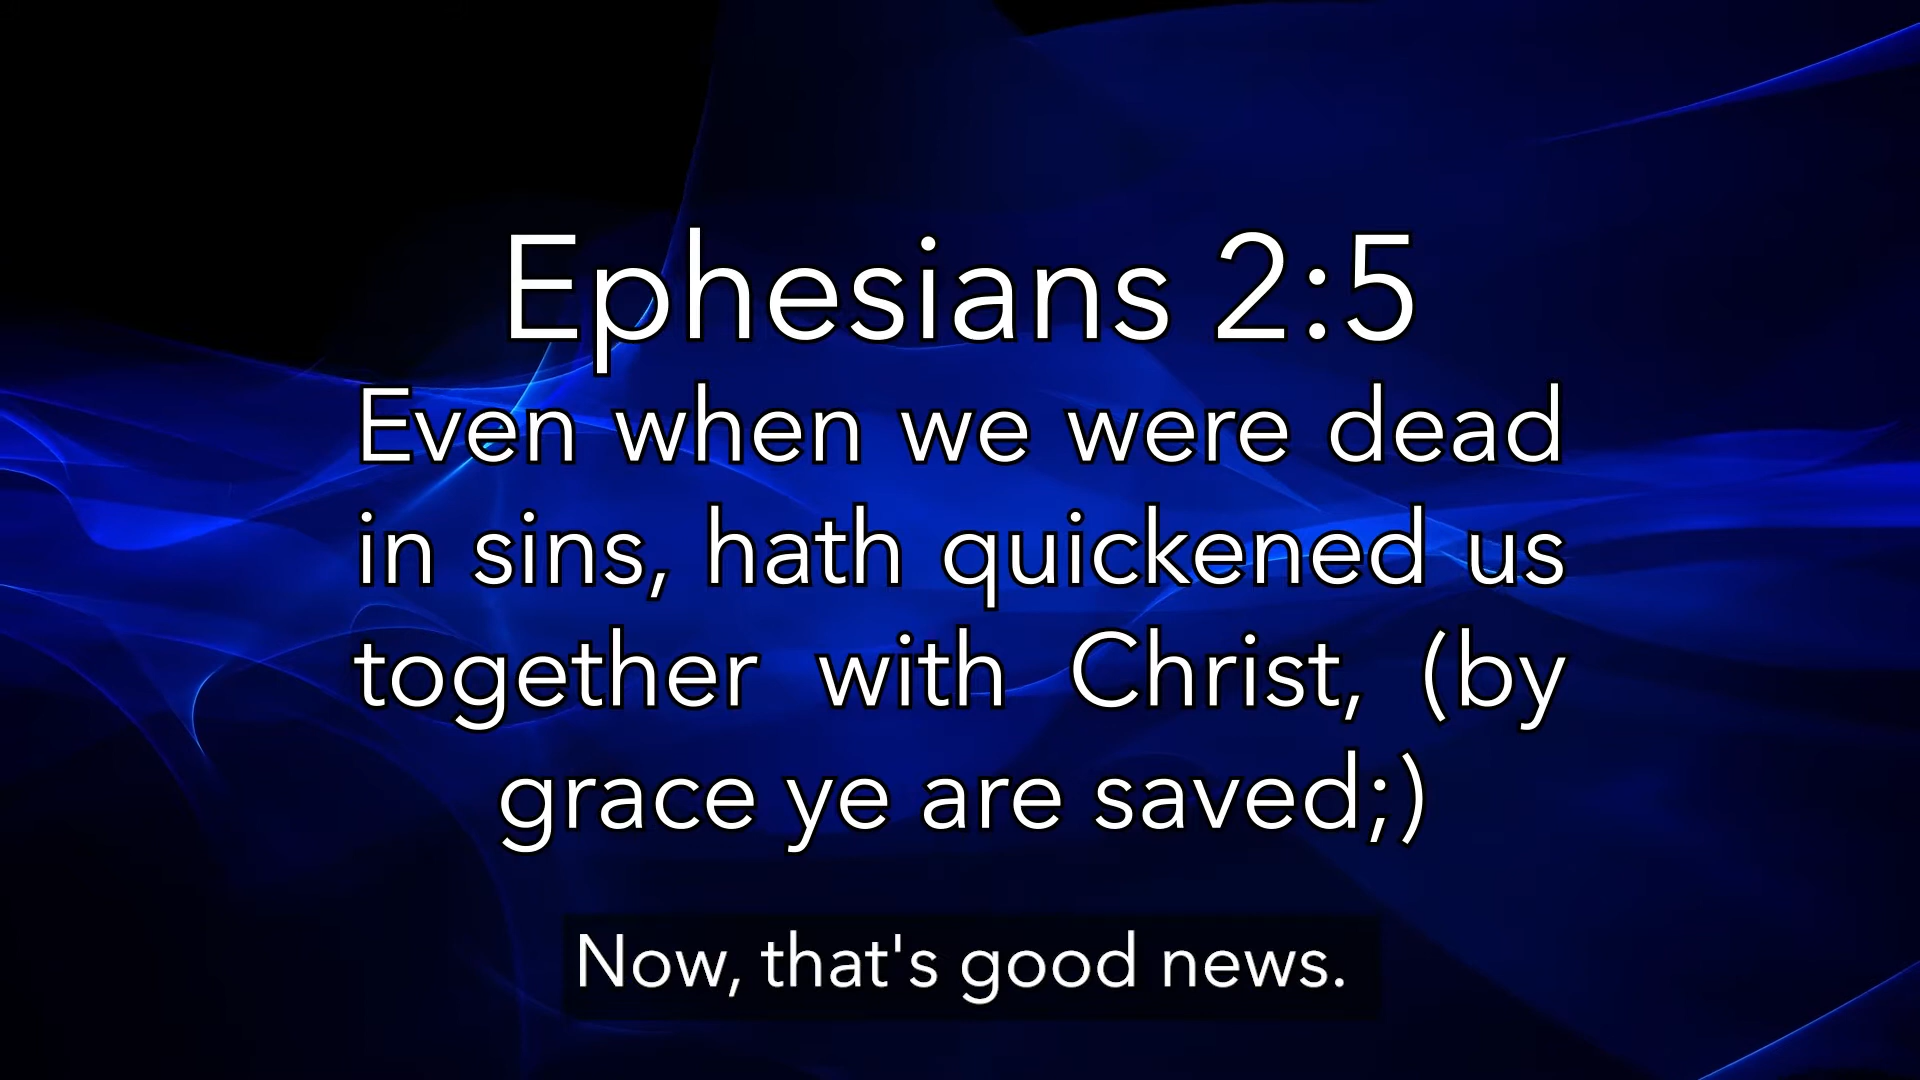 Ephesians 2:5
Even when we were dead
in sins, hath quickened us
together with Christ, (by
grace ye are saved;)
Now, that's good news.